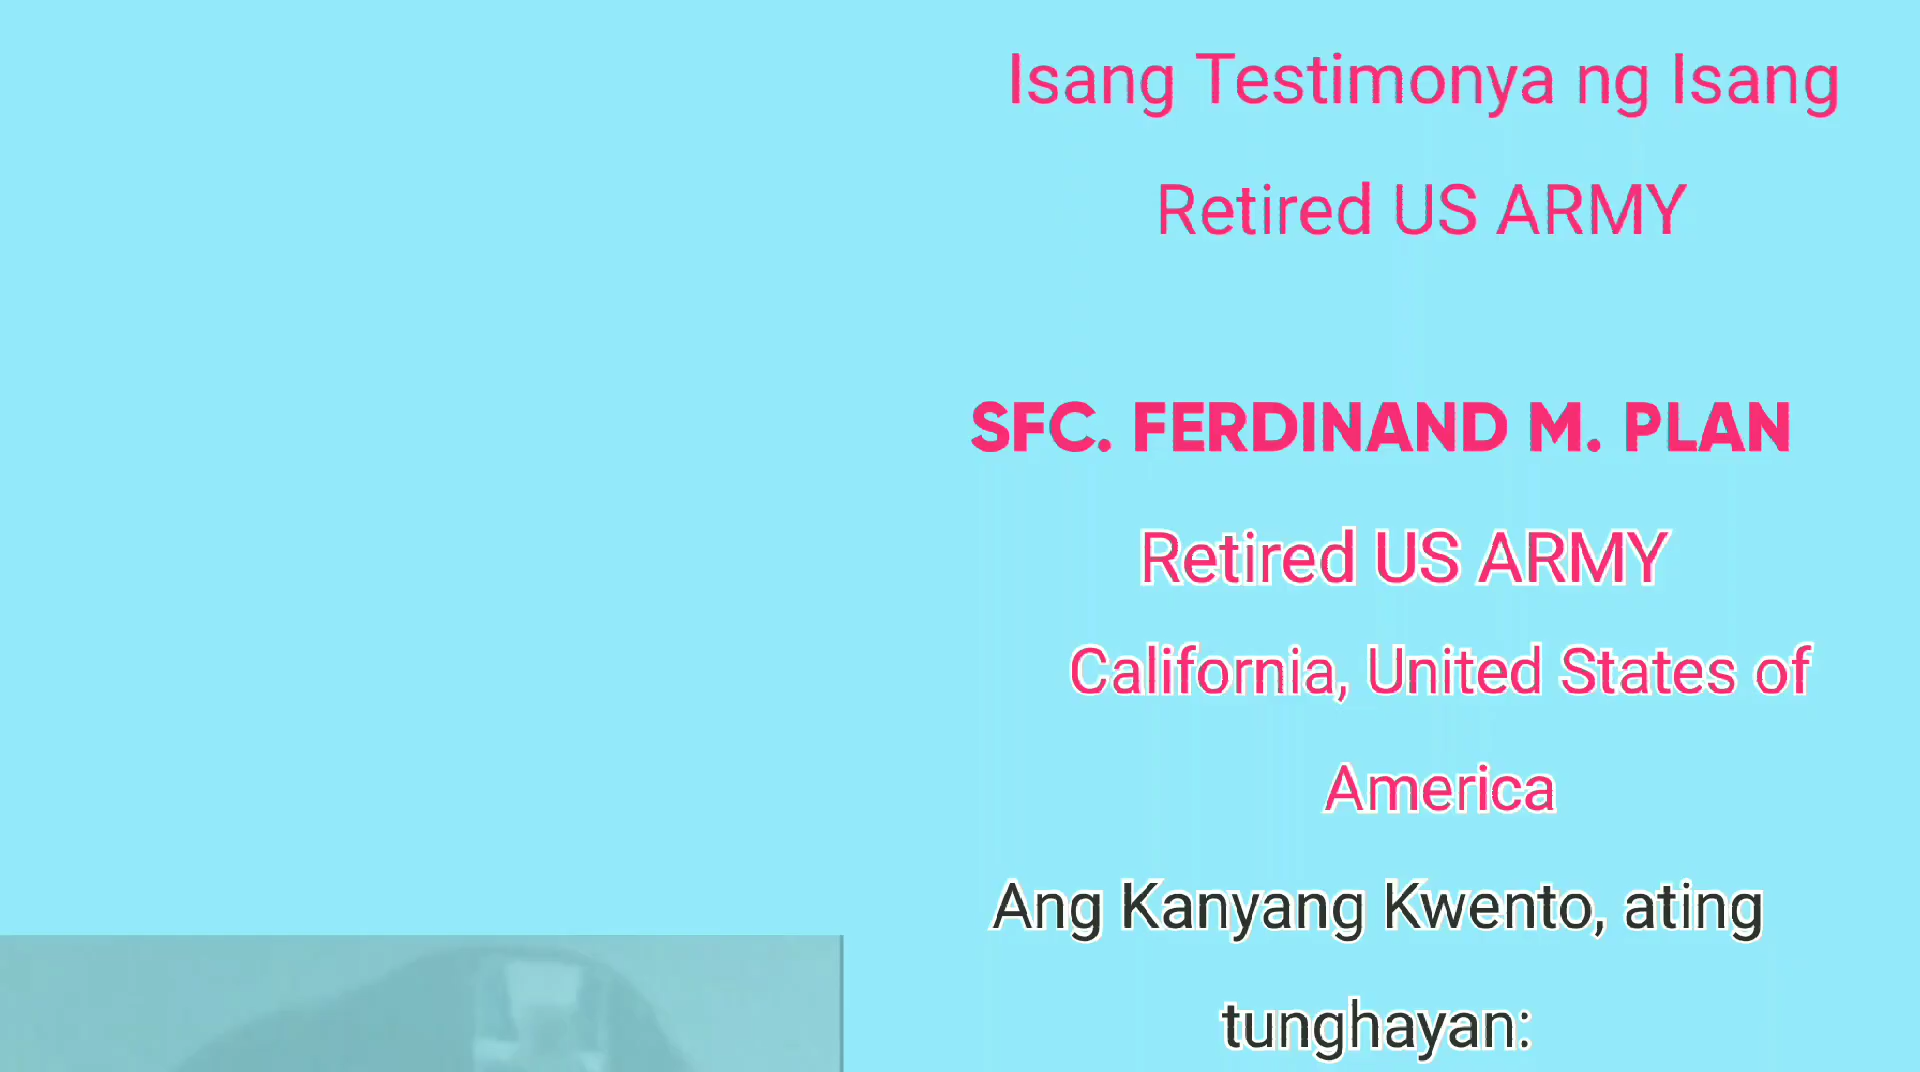 Isang Testimonya ng Isang
Retired US ARMY
SFC. FERDINAND M. PLAN
Retired US ARMY
California, United States of
America
Ang Kanyang Kwento, ating
tunghayan: